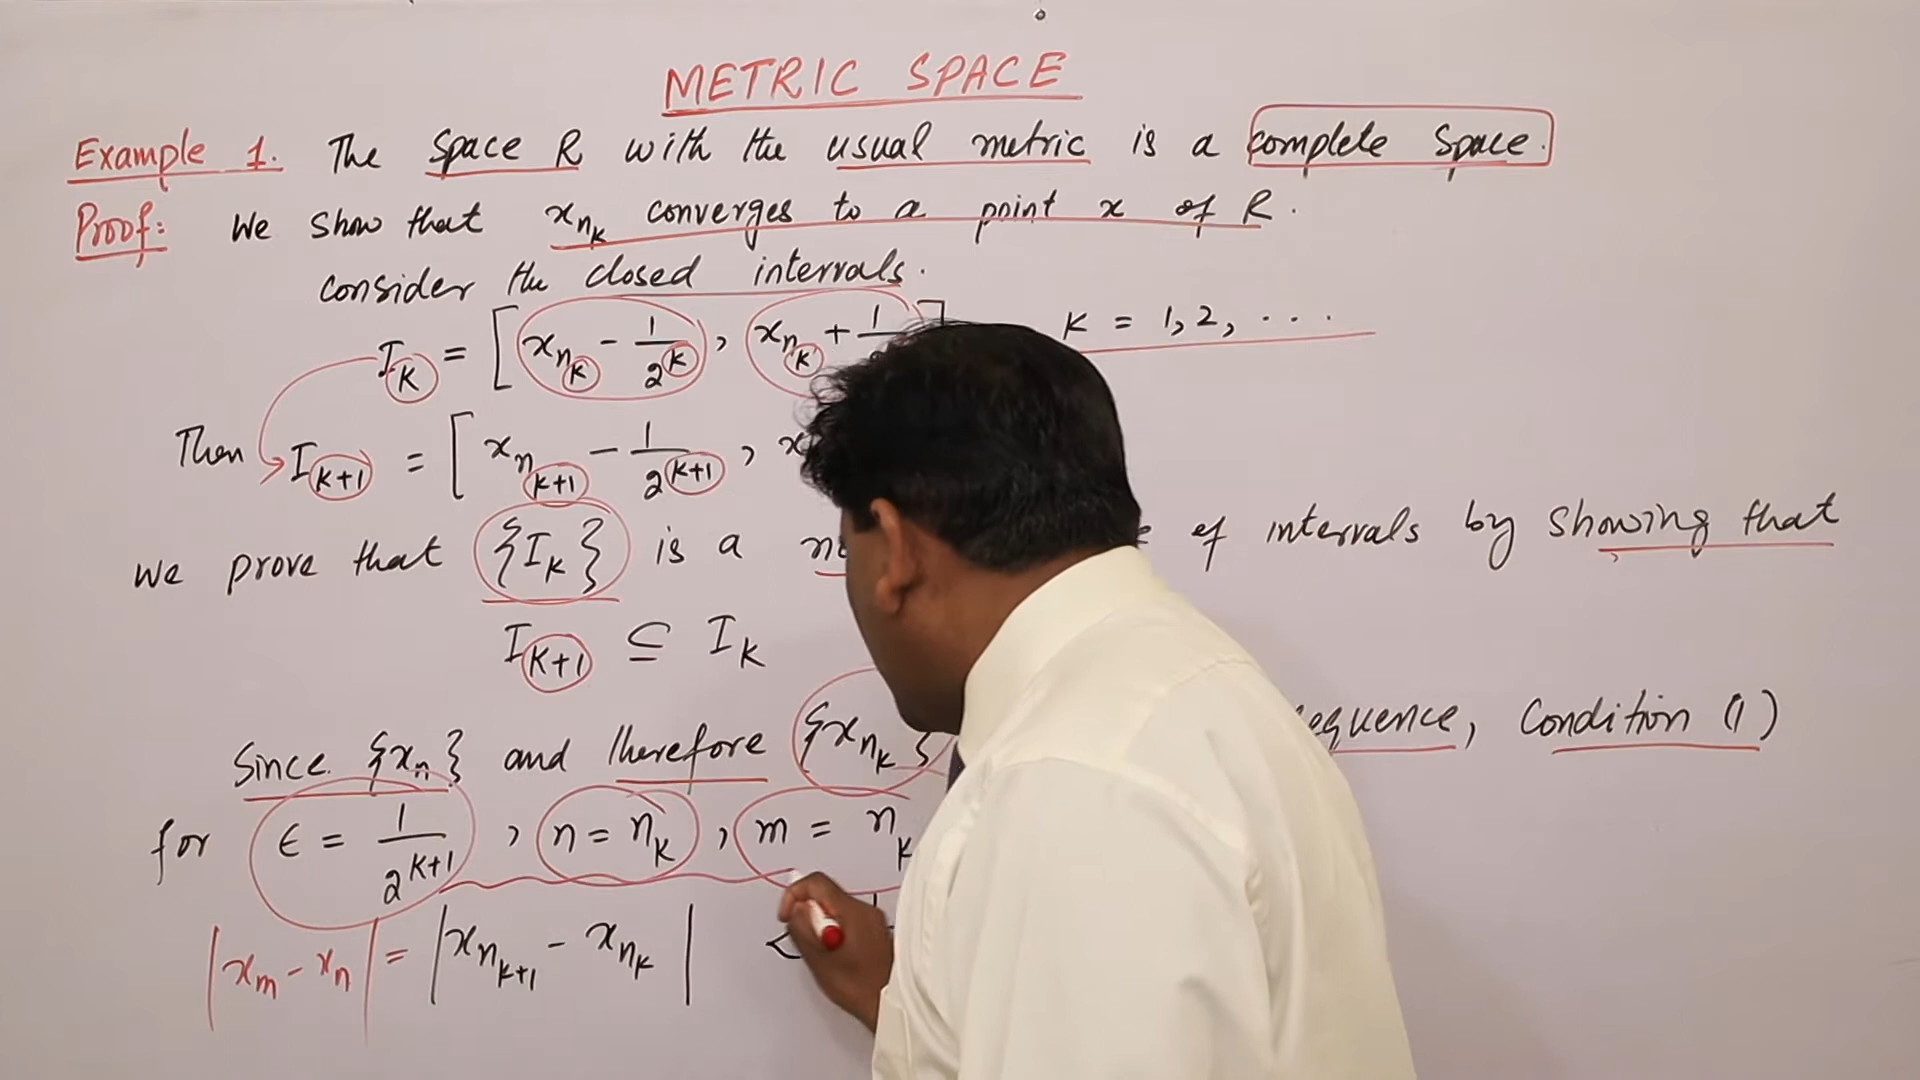 METRIC SPACE
Example 1. The space R with the usual metric is a complete space.
Proof: We show that x_{n_k} converges to a point x of R.
consider the closed intervals.
I_k = [ x_{n_k} - 1/2^k , x_{n_k} + 1 ] k = 1, 2, ...
Then I_{k+1} = [ x_{n_{k+1}} - 1/2^{k+1} , x
we prove that {I_k} is a of intervals by showing that
I_{k+1} ⊆ I_k
Since {x_n} and therefore {x_{n_k}} sequence, Condition (1)
for ϵ = 1/2^{k+1} , n = n_k , m = n_k
|x_m - x_n| = |x_{n_{k+1}} - x_{n_k}| <